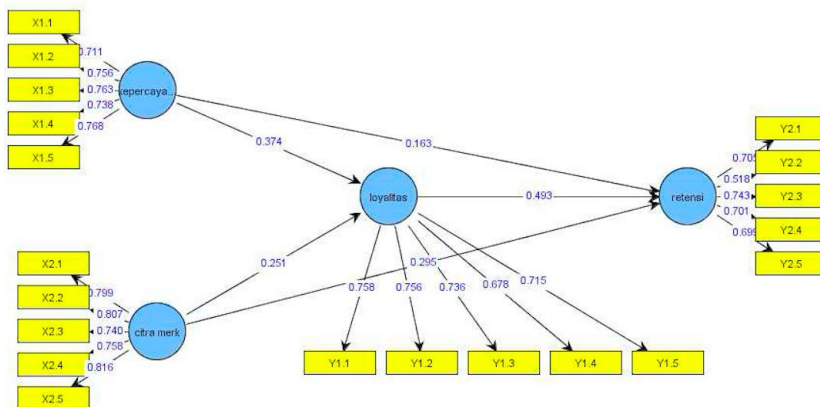 X1.1
X1.2
X1.3
X1.4
X1.5
0.711
0.756
0.763
0.738
0.768
kepercaya...
0.374
0.163
loyalitas
0.493
retensi
0.705
0.518
0.743
0.701
0.699
Y2.1
Y2.2
Y2.3
Y2.4
Y2.5
X2.1
X2.2
X2.3
X2.4
X2.5
0.799
0.807
0.740
0.758
0.816
citra merk
0.251
0.295
0.758
0.756
0.736
0.678
0.715
Y1.1
Y1.2
Y1.3
Y1.4
Y1.5